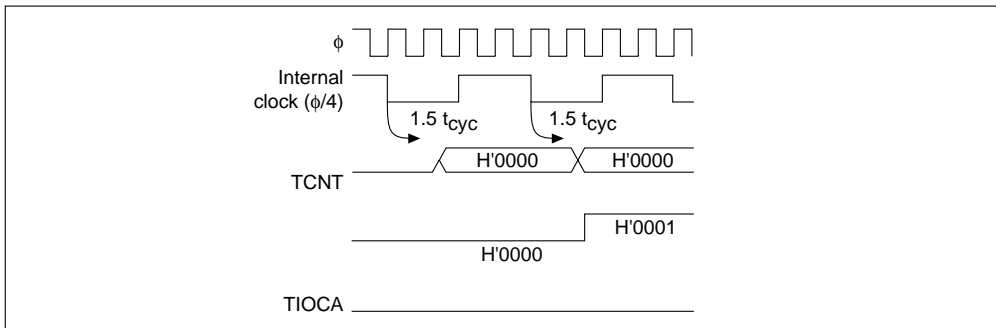 ϕ
Internal
clock (ϕ/4)
1.5 tcyc 1.5 tcyc
H'0000 H'0000
TCNT
H'0001
H'0000
TIOCA